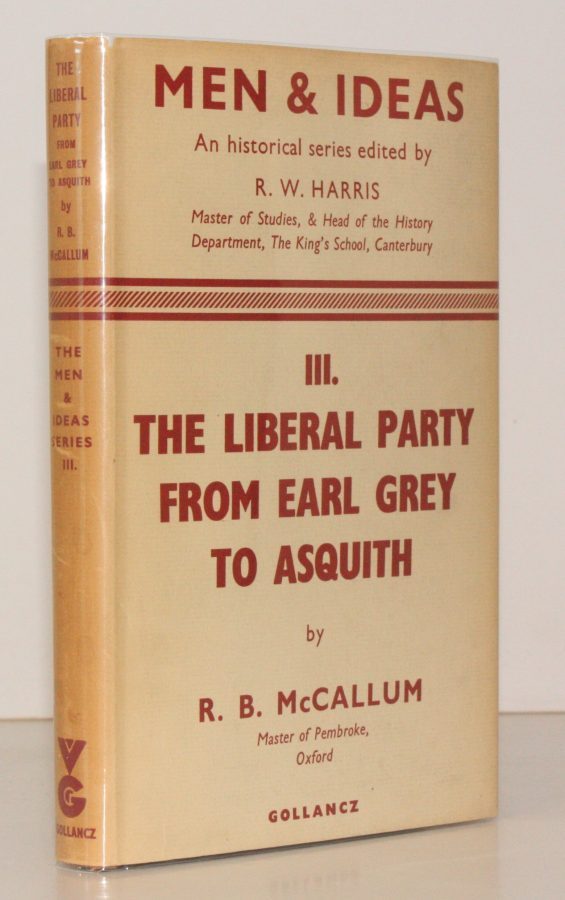 THE
LIBERAL
PARTY
FROM
EARL GREY
TO ASQUITH
by
R. B.
McCALLUM
THE
MEN
&
IDEAS
SERIES
III.
VG
GOLLANCZ
MEN & IDEAS
An historical series edited by
R. W. HARRIS
Master of Studies, & Head of the History
Department, The King's School, Canterbury
III.
THE LIBERAL PARTY
FROM EARL GREY
TO ASQUITH
by
R. B. McCALLUM
Master of Pembroke,
Oxford
GOLLANCZ